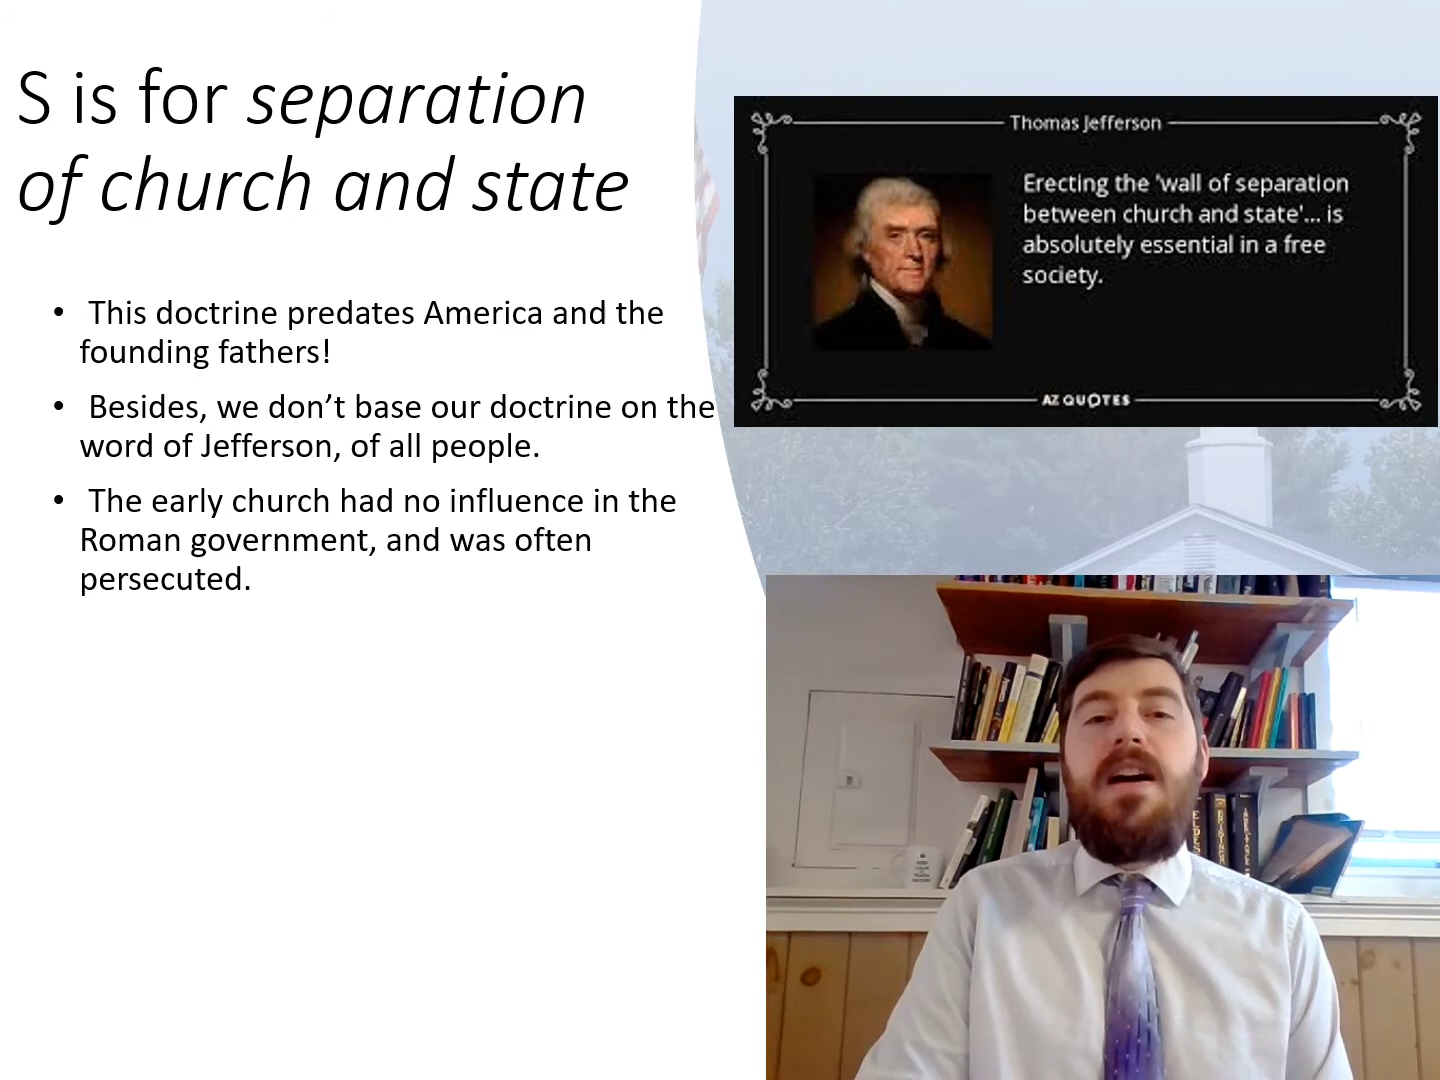 S is for separation
of church and state
• This doctrine predates America and the
founding fathers!
• Besides, we don’t base our doctrine on the
word of Jefferson, of all people.
• The early church had no influence in the
Roman government, and was often
persecuted.
Thomas Jefferson
Erecting the 'wall of separation
between church and state'... is
absolutely essential in a free
society.
AZ QUOTES